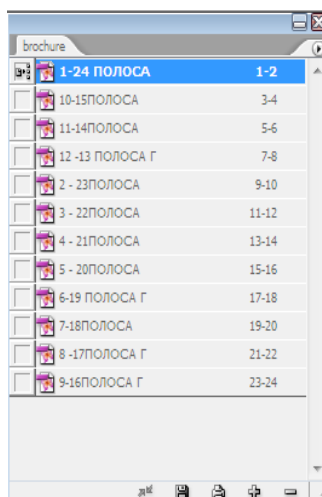 brochure
1-24 ПОЛОСА 1-2
10-15ПОЛОСА 3-4
11-14ПОЛОСА 5-6
12 -13 ПОЛОСА Г 7-8
2 - 23ПОЛОСА 9-10
3 - 22ПОЛОСА 11-12
4 - 21ПОЛОСА 13-14
5 - 20ПОЛОСА 15-16
6-19 ПОЛОСА Г 17-18
7-18ПОЛОСА 19-20
8 -17ПОЛОСА Г 21-22
9-16ПОЛОСА Г 23-24